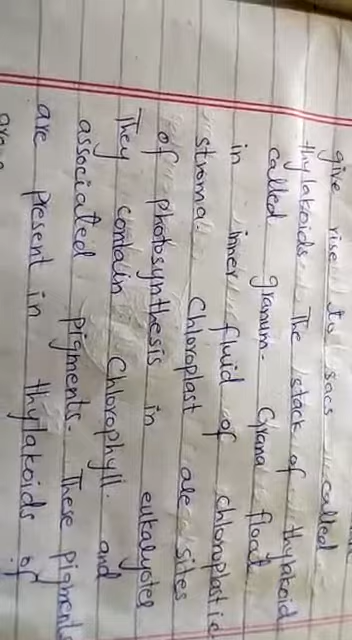 give rise to sacs called
thylakoids. The stack of thylakoid
called granum. Grana float
in inner fluid of chloroplastic
stroma. Chloroplast are sites
of photosynthesis in eukalyotes
They contain Chlorophyll. and
associated pigments. These pigments
are present in thylakoids of